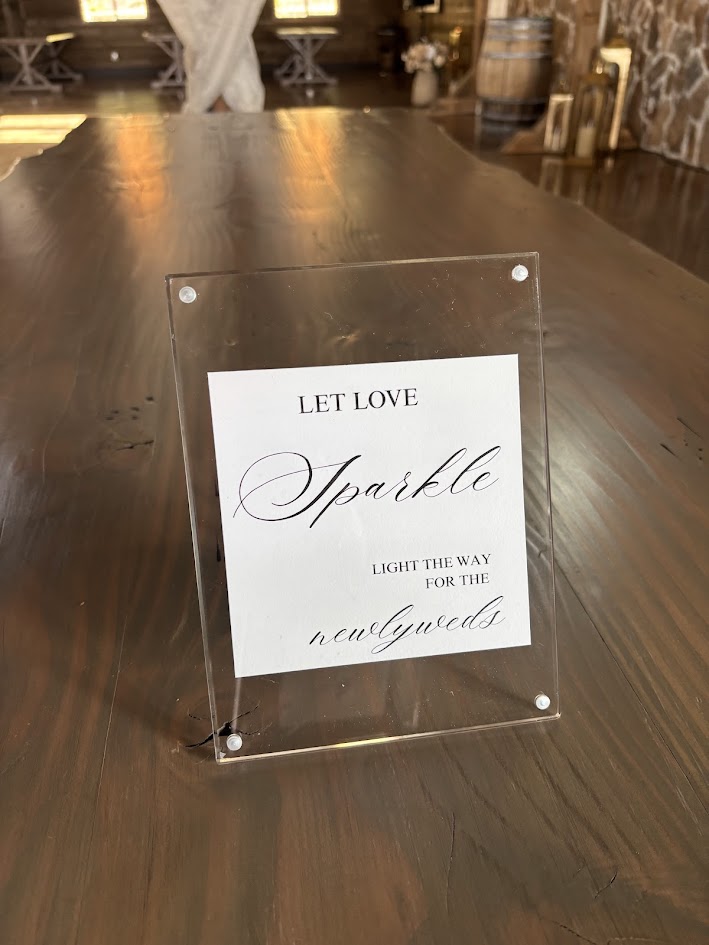 LET LOVE
Sparkle
LIGHT THE WAY
FOR THE
newlyweds